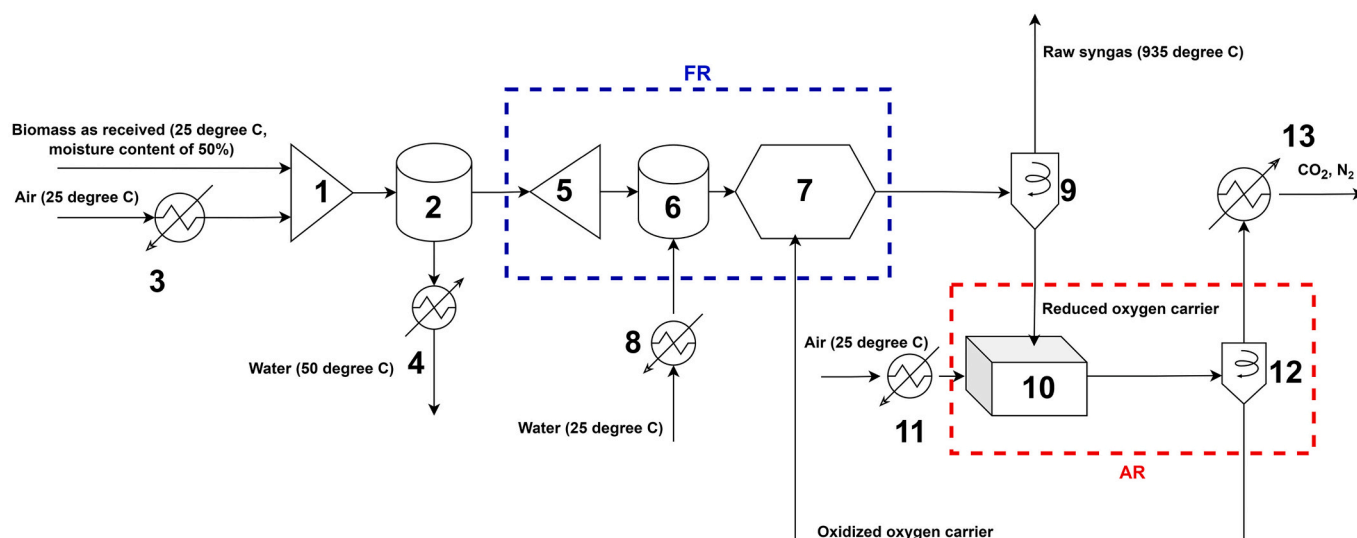 Raw syngas (935 degree C)
FR
Biomass as received (25 degree C,
moisture content of 50%)
13
CO2, N2
Air (25 degree C)
1
2
5
6
7
9
3
Reduced oxygen carrier
8
Air (25 degree C)
Water (50 degree C)
4
10
12
Water (25 degree C)
11
AR
Oxidized oxygen carrier